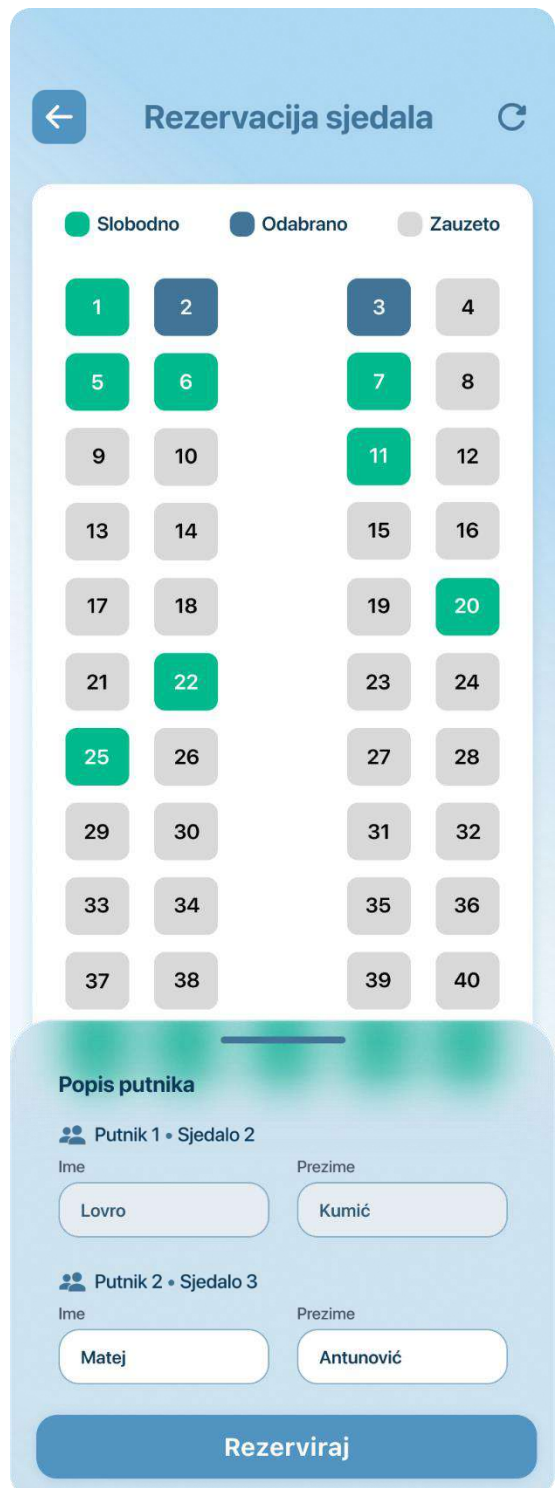 Rezervacija sjedala
Slobodno Odabrano Zauzeto
1 2 3 4
5 6 7 8
9 10 11 12
13 14 15 16
17 18 19 20
21 22 23 24
25 26 27 28
29 30 31 32
33 34 35 36
37 38 39 40
Popis putnika
Putnik 1 • Sjedalo 2
Ime Prezime
Lovro Kumić
Putnik 2 • Sjedalo 3
Ime Prezime
Matej Antunović
Rezerviraj